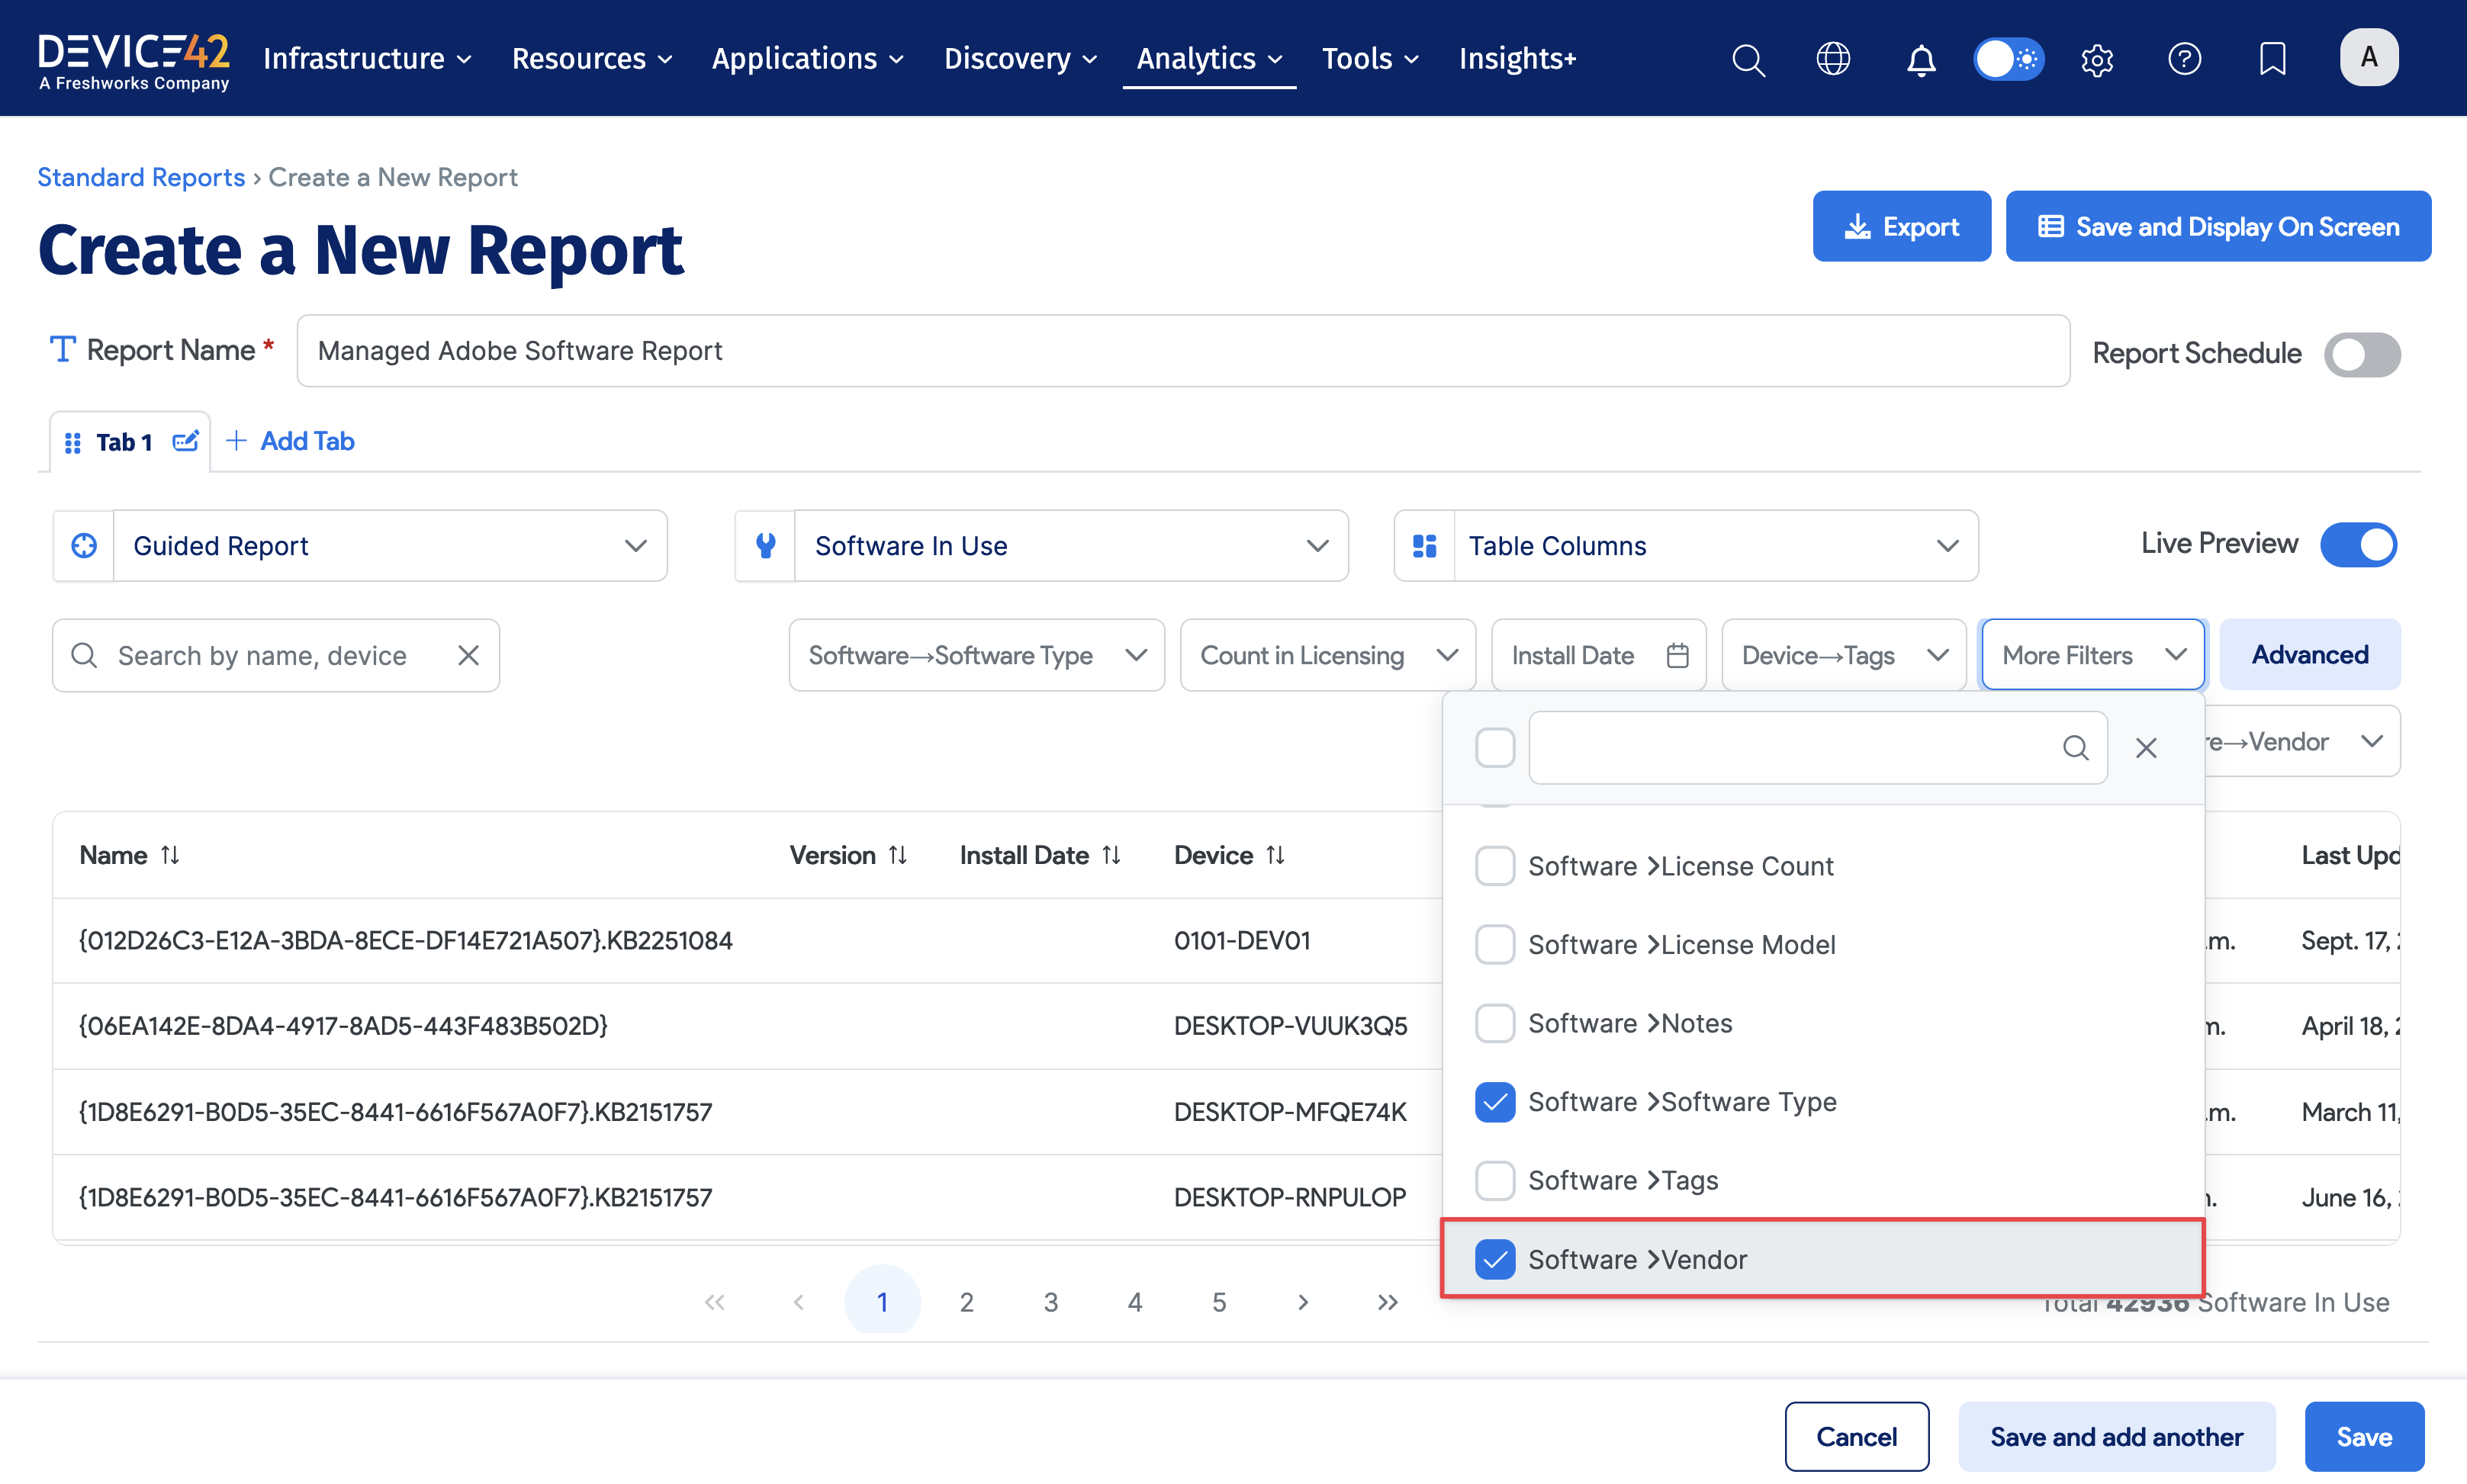 DEVICE42
A Freshworks Company
Infrastructure Resources Applications Discovery Analytics Tools Insights+ A
Standard Reports › Create a New Report
Create a New Report
Export Save and Display On Screen
Report Name * Managed Adobe Software Report Report Schedule
Tab 1 + Add Tab
Guided Report Software In Use Table Columns Live Preview
Search by name, device Software→Software Type Count in Licensing Install Date Device→Tags More Filters Advanced
re→Vendor
Name Version Install Date Device Last Upd
{012D26C3-E12A-3BDA-8ECE-DF14E721A507}.KB2251084 0101-DEV01 .m. Sept. 17,
{06EA142E-8DA4-4917-8AD5-443F483B502D} DESKTOP-VUUK3Q5 m. April 18, 2
{1D8E6291-B0D5-35EC-8441-6616F567A0F7}.KB2151757 DESKTOP-MFQE74K .m. March 11,
{1D8E6291-B0D5-35EC-8441-6616F567A0F7}.KB2151757 DESKTOP-RNPULOP June 16,
Software >License Count
Software >License Model
Software >Notes
Software >Software Type
Software >Tags
Software >Vendor
« ‹ 1 2 3 4 5 › » Total 42936 Software In Use
Cancel Save and add another Save